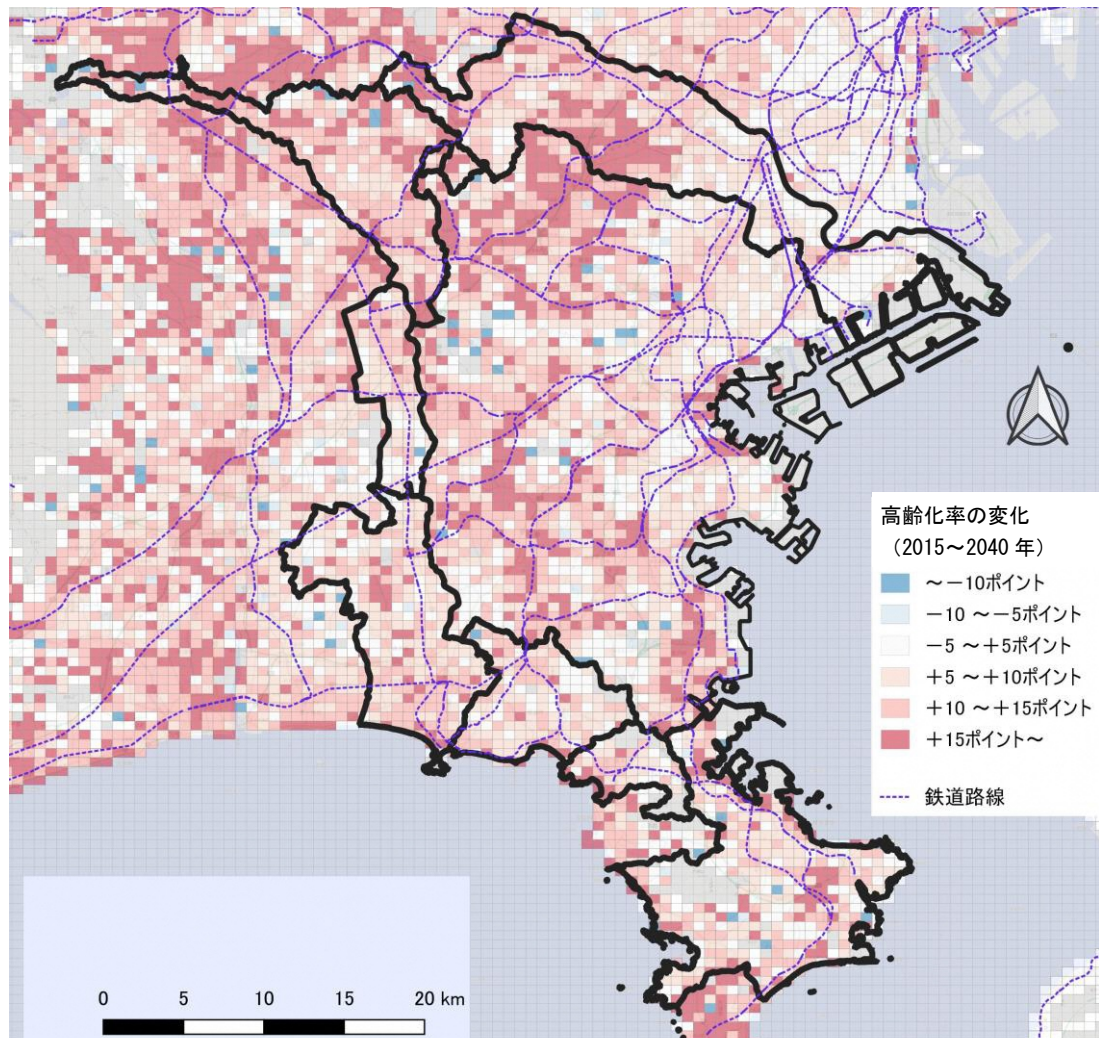 高齢化率の変化
（2015～2040 年）
～－10ポイント
－10 ～－5ポイント
－5 ～＋5ポイント
＋5 ～＋10ポイント
＋10 ～＋15ポイント
＋15ポイント～
鉄道路線
0 5 10 15 20 km